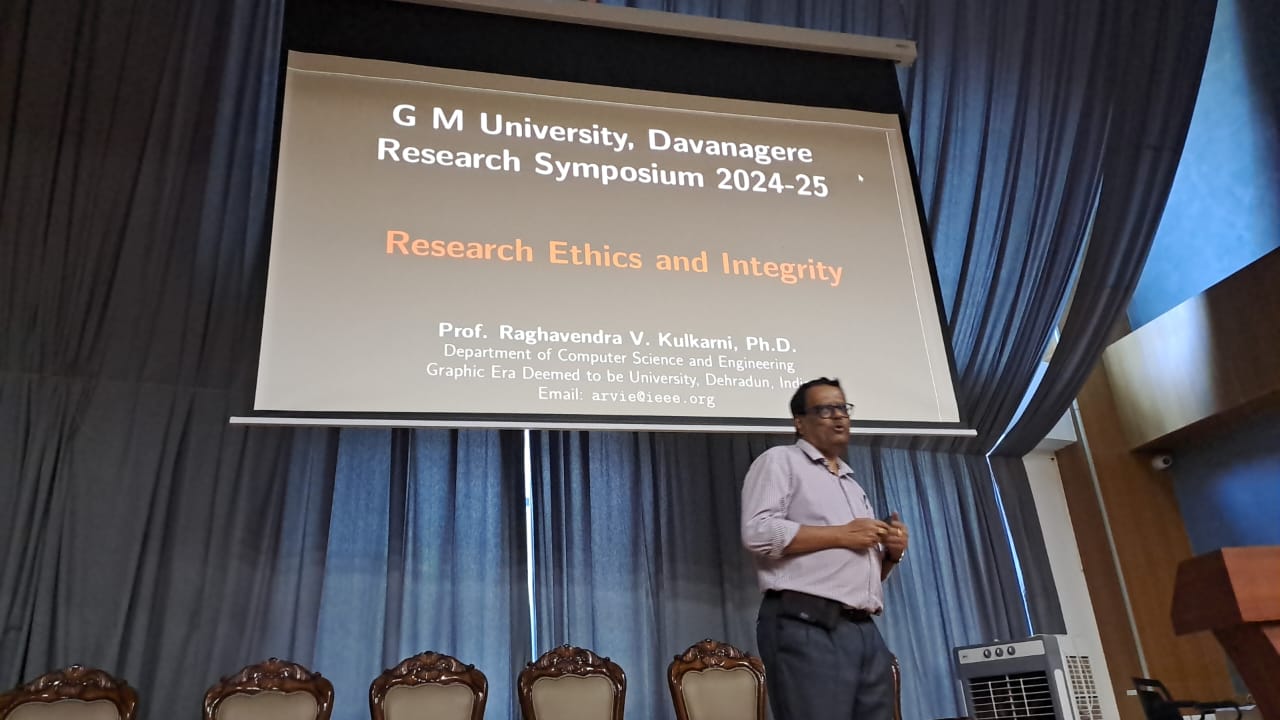 G M University, Davanagere
Research Symposium 2024-25
Research Ethics and Integrity
Prof. Raghavendra V. Kulkarni, Ph.D.
Department of Computer Science and Engineering
Graphic Era Deemed to be University, Dehradun,
Email: arvie@ieee.org